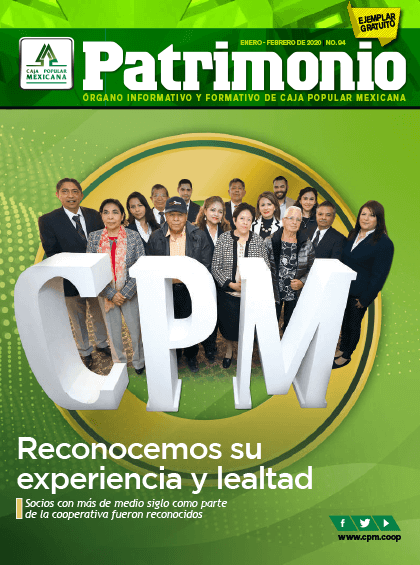 EJEMPLAR
GRATUITO
ENERO - FEBRERO DE 2020 NO. 94
CAJA POPULAR
MEXICANA
Patrimonio
ÓRGANO INFORMATIVO Y FORMATIVO DE CAJA POPULAR MEXICANA
CPM
Reconocemos su
experiencia y lealtad
Socios con más de medio siglo como parte
de la cooperativa fueron reconocidos
www.cpm.coop